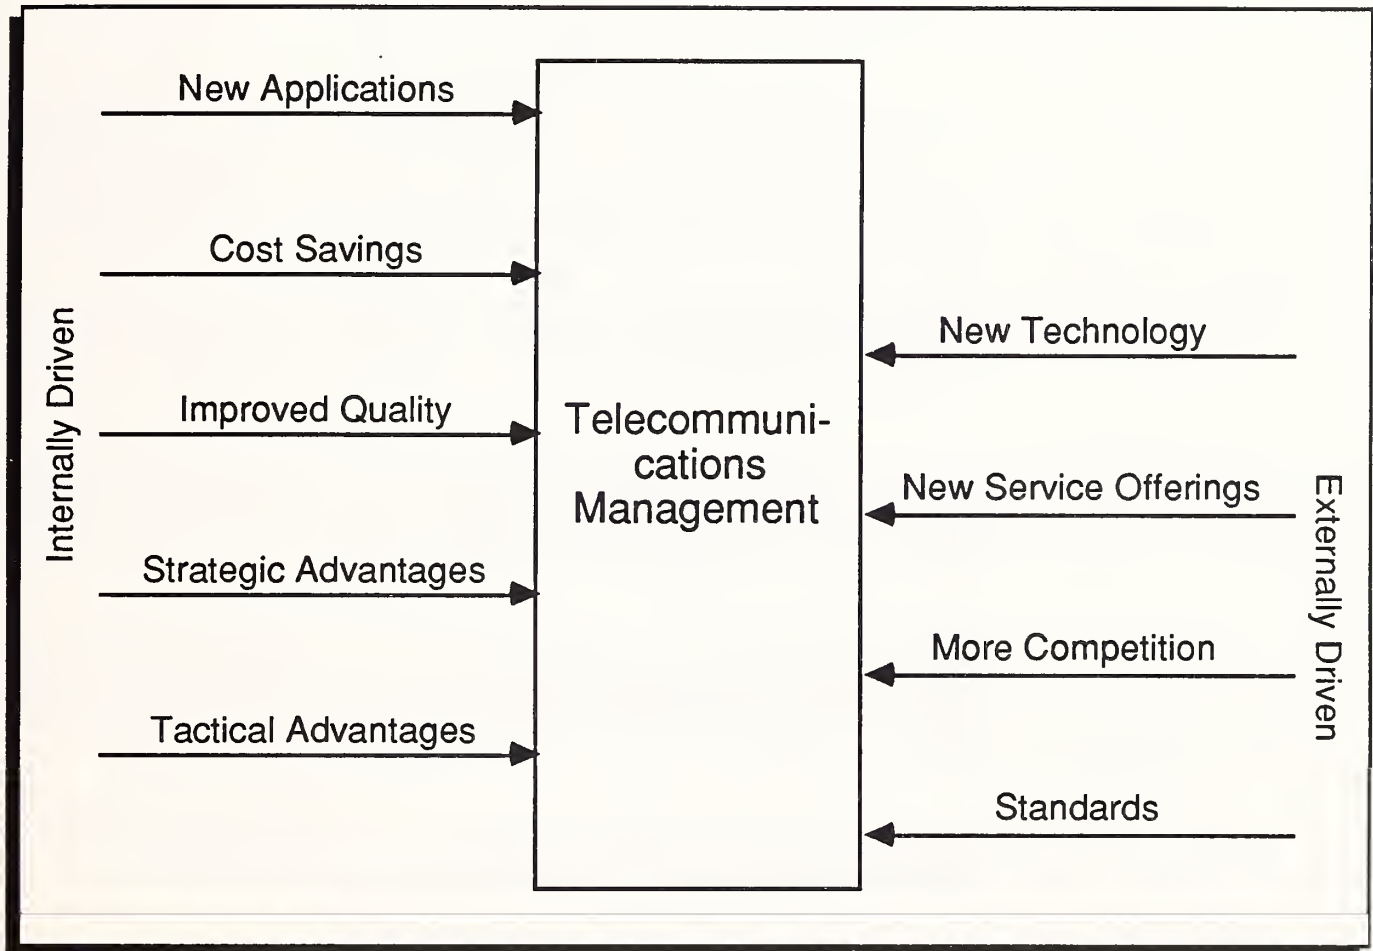 Internally Driven
New Applications
Cost Savings
Improved Quality
Strategic Advantages
Tactical Advantages
Telecommuni-
cations
Management
New Technology
New Service Offerings
More Competition
Standards
Externally Driven